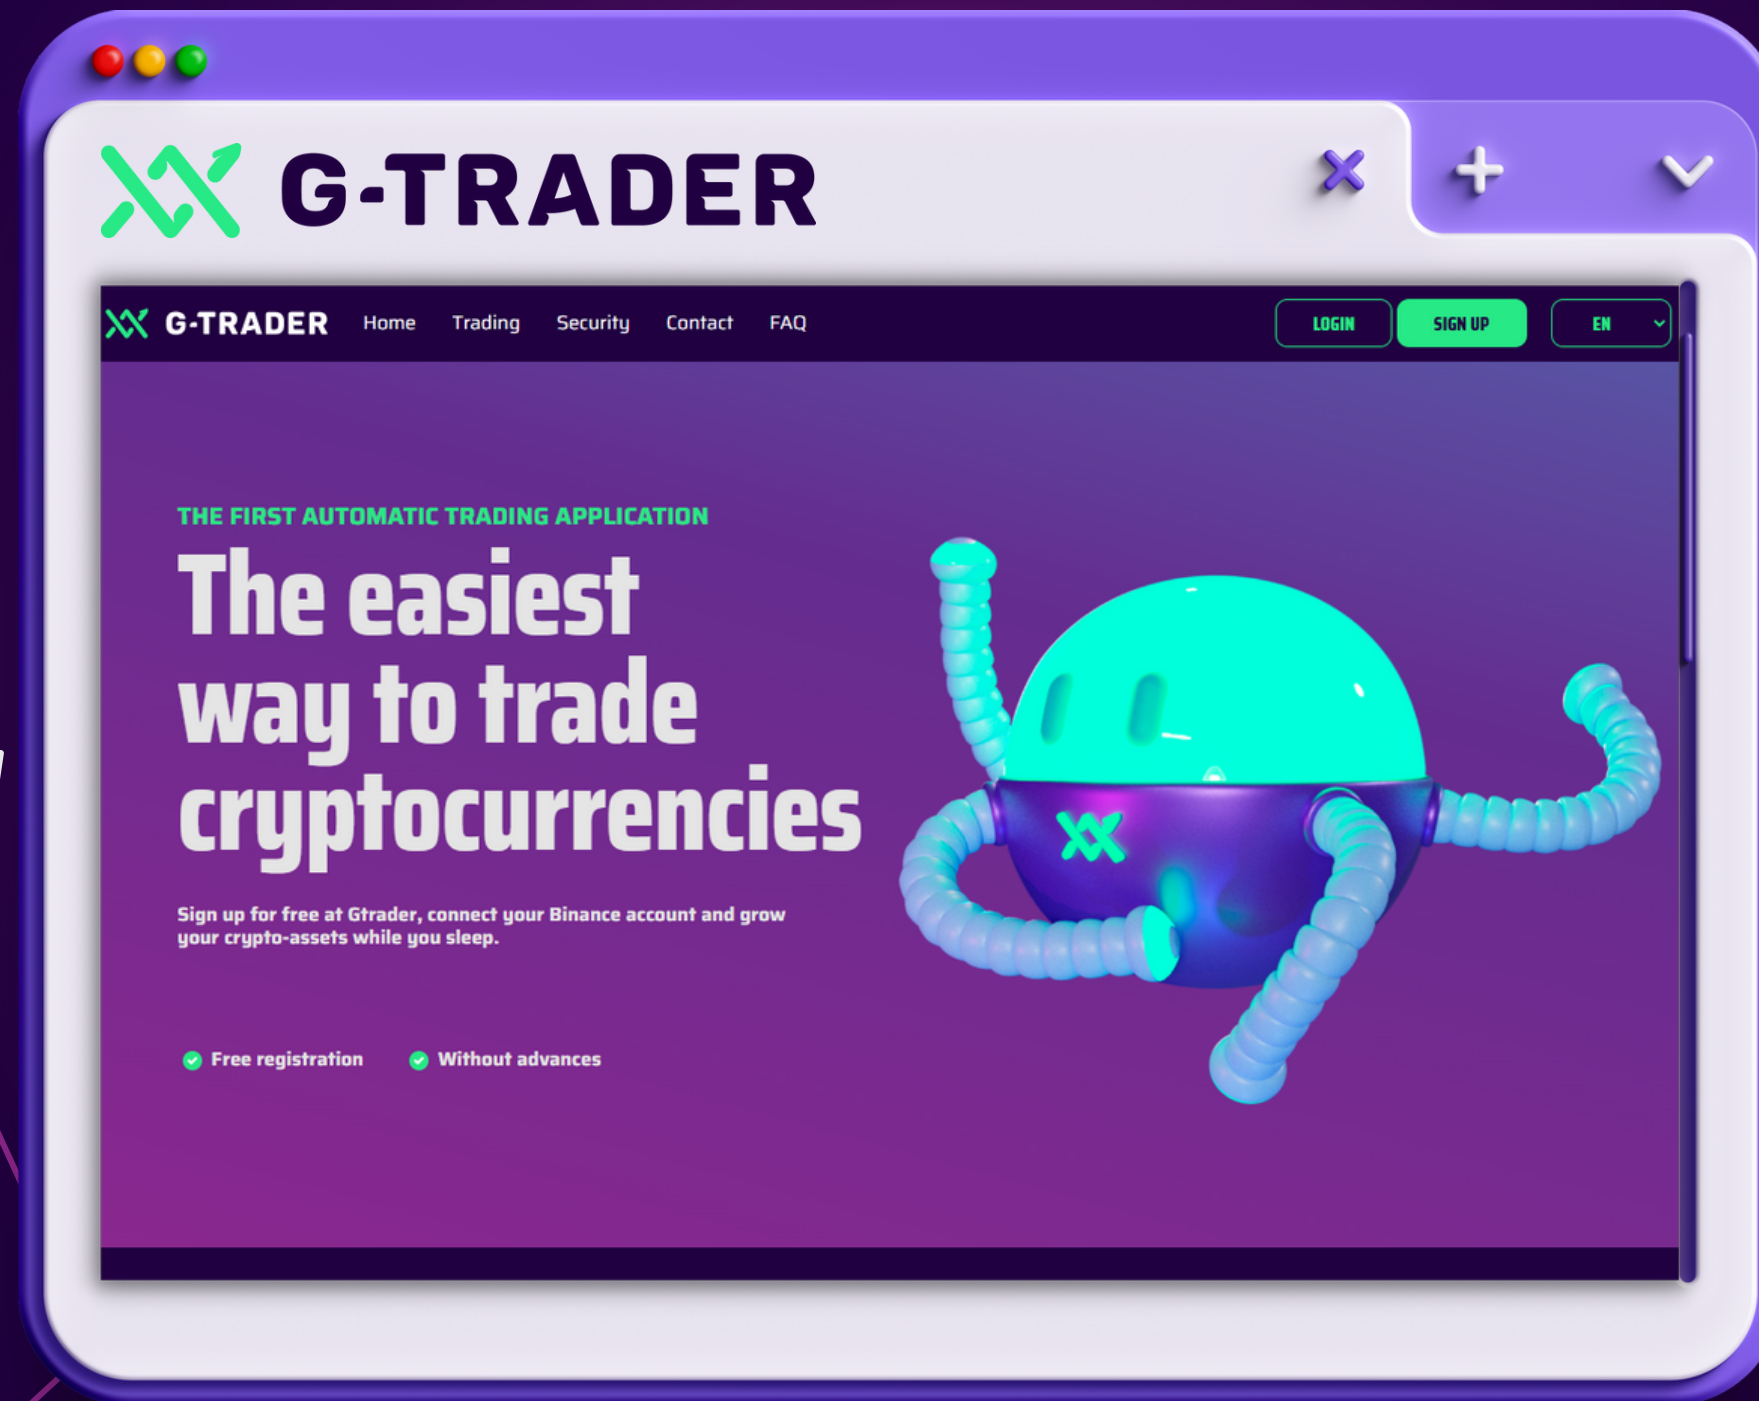 G-TRADER
G-TRADER Home Trading Security Contact FAQ LOGIN SIGN UP EN
THE FIRST AUTOMATIC TRADING APPLICATION
The easiest
way to trade
cryptocurrencies
Sign up for free at Gtrader, connect your Binance account and grow
your crypto-assets while you sleep.
Free registration Without advances